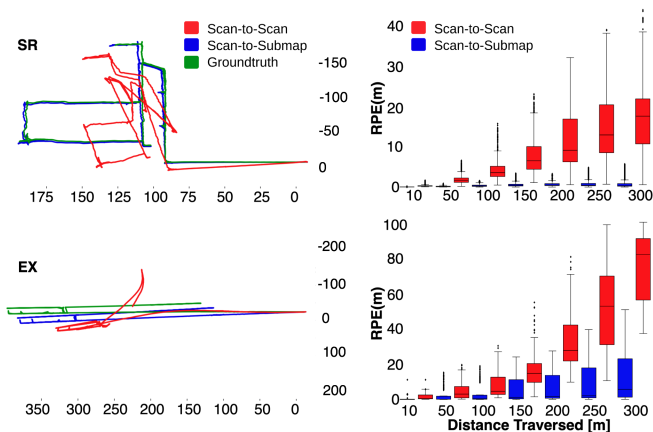 SR
Scan-to-Scan
Scan-to-Submap
Groundtruth
-150
-100
-50
0
175 150 125 100 75 50 25 0
Scan-to-Scan
Scan-to-Submap
RPE(m)
40
30
20
10
0
10 50 100 150 200 250 300
EX
-200
-100
0
100
200
350 300 250 200 150 100 50 0
RPE(m)
100
80
60
40
20
0
10 50 100 150 200 250 300
Distance Traversed [m]